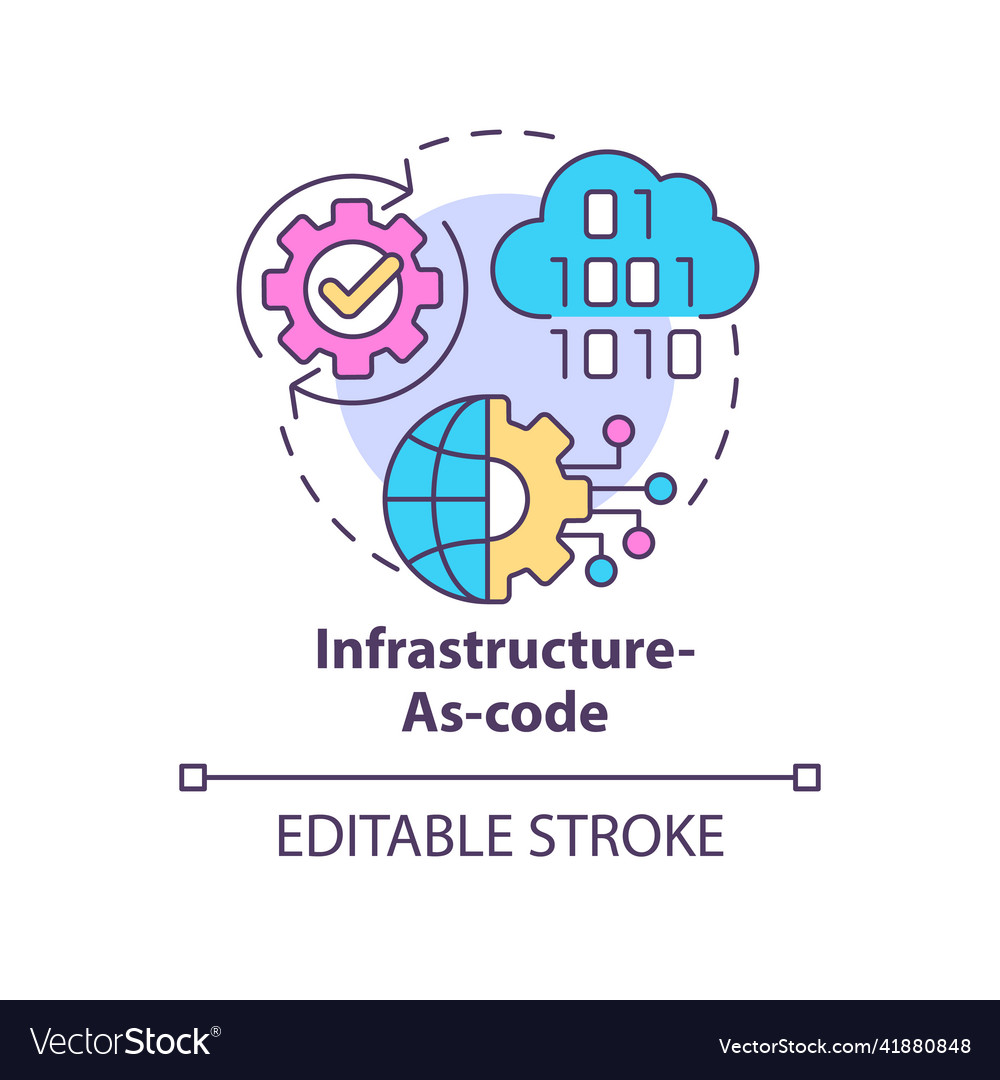 01
1001
1010
Infrastructure-
As-code
EDITABLE STROKE
VectorStock®
VectorStock.com/41880848